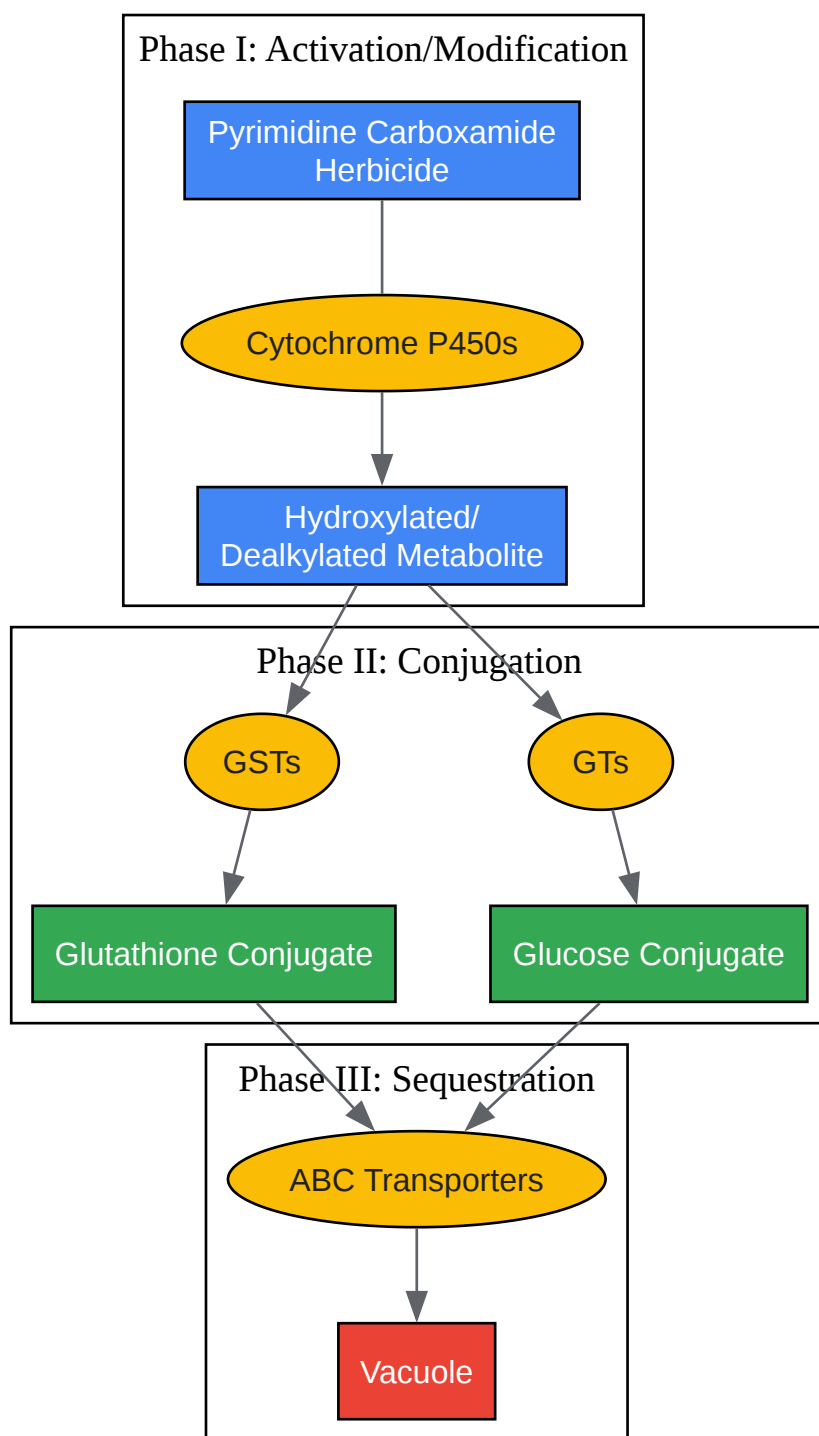 Phase I: Activation/Modification
Pyrimidine Carboxamide
Herbicide
Cytochrome P450s
Hydroxylated/
Dealkylated Metabolite
Phase II: Conjugation
GSTs
GTs
Glutathione Conjugate
Glucose Conjugate
Phase III: Sequestration
ABC Transporters
Vacuole